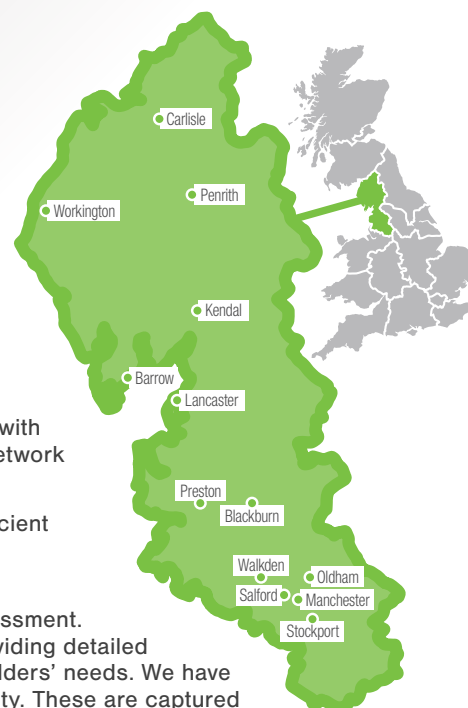 Carlisle
Penrith
Workington
Kendal
Barrow
Lancaster
with
etwork
Preston
Blackburn
cient
Walkden
Oldham
Salford
Manchester
Stockport
essment.
viding detailed
lders' needs. We have
ty. These are captured